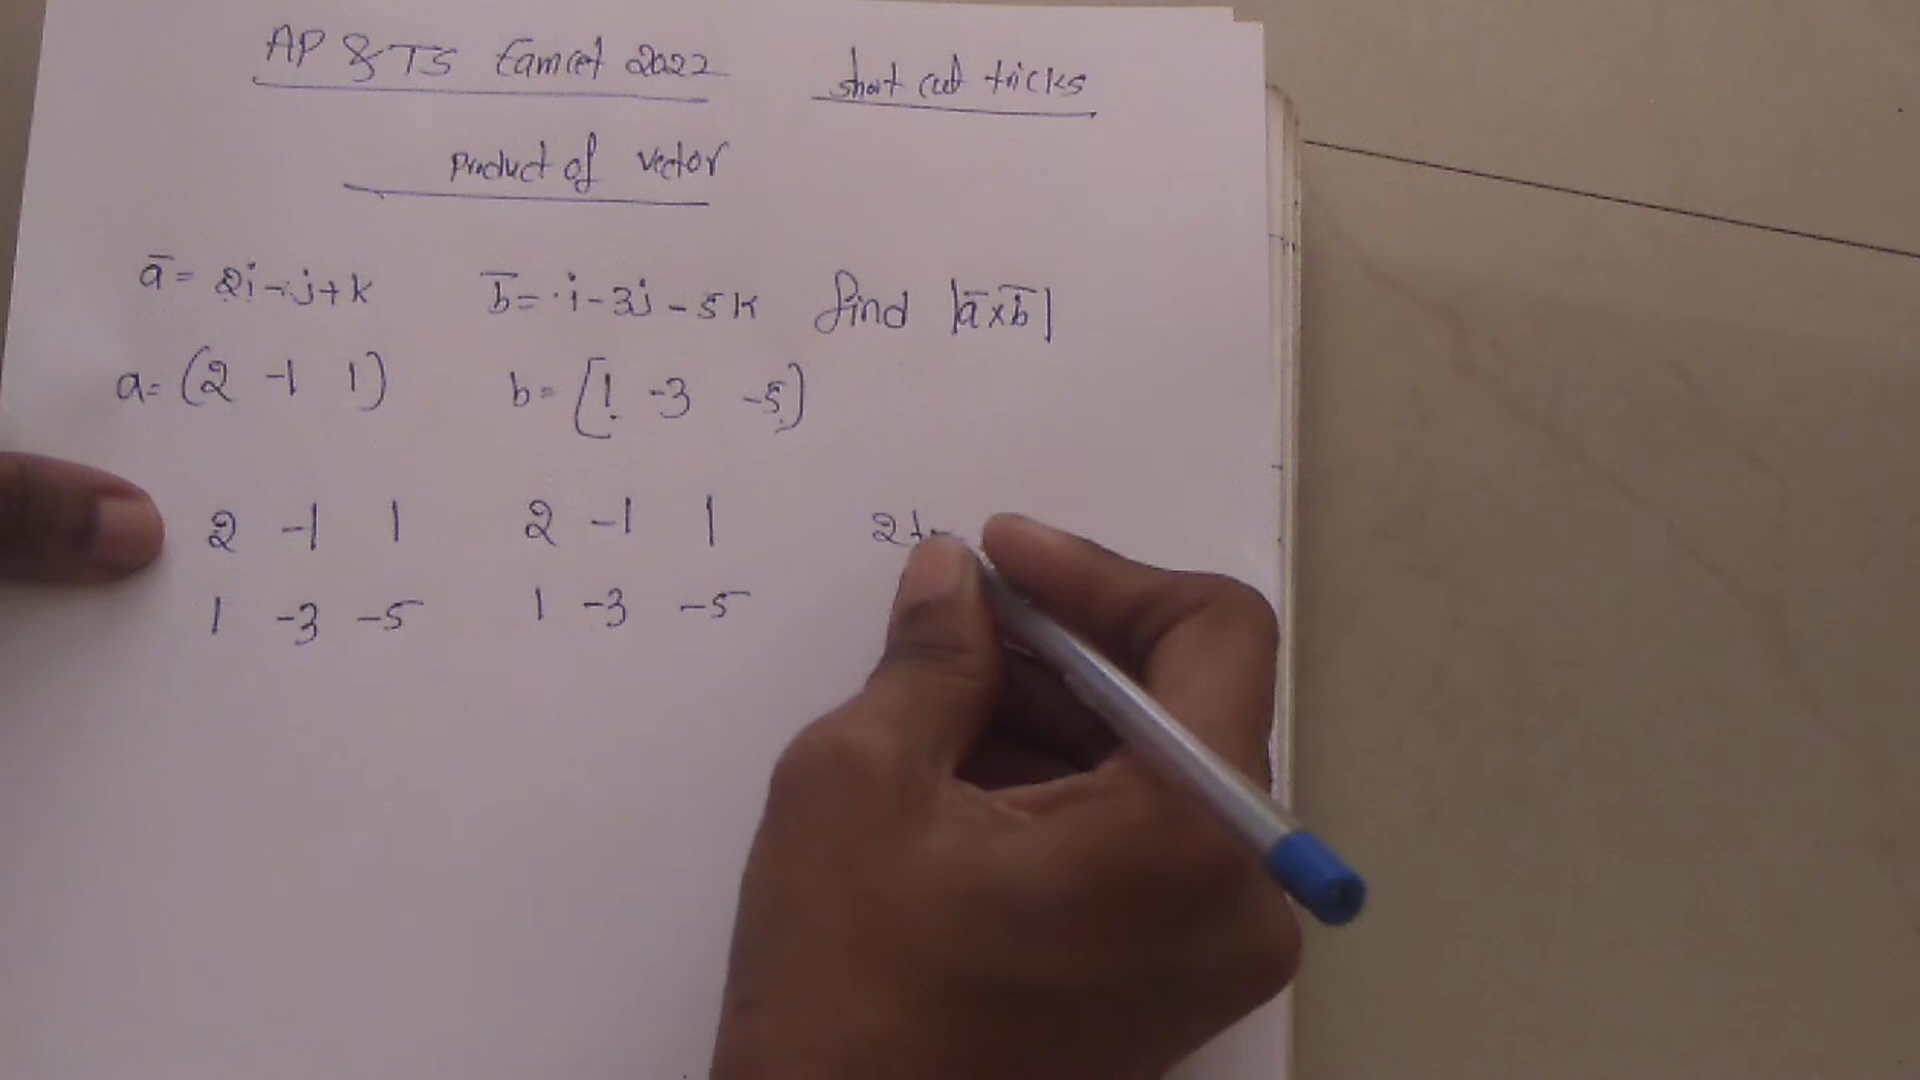 AP & TS Eamcet 2022 short cut tricks
product of vector
a̅ = 2i - j + k b̅ = i - 3j - 5k find |a̅ x b̅|
a = (2 -1 1) b = [1 -3 -5)
2 -1 1 2 -1 1 2+
1 -3 -5 1 -3 -5